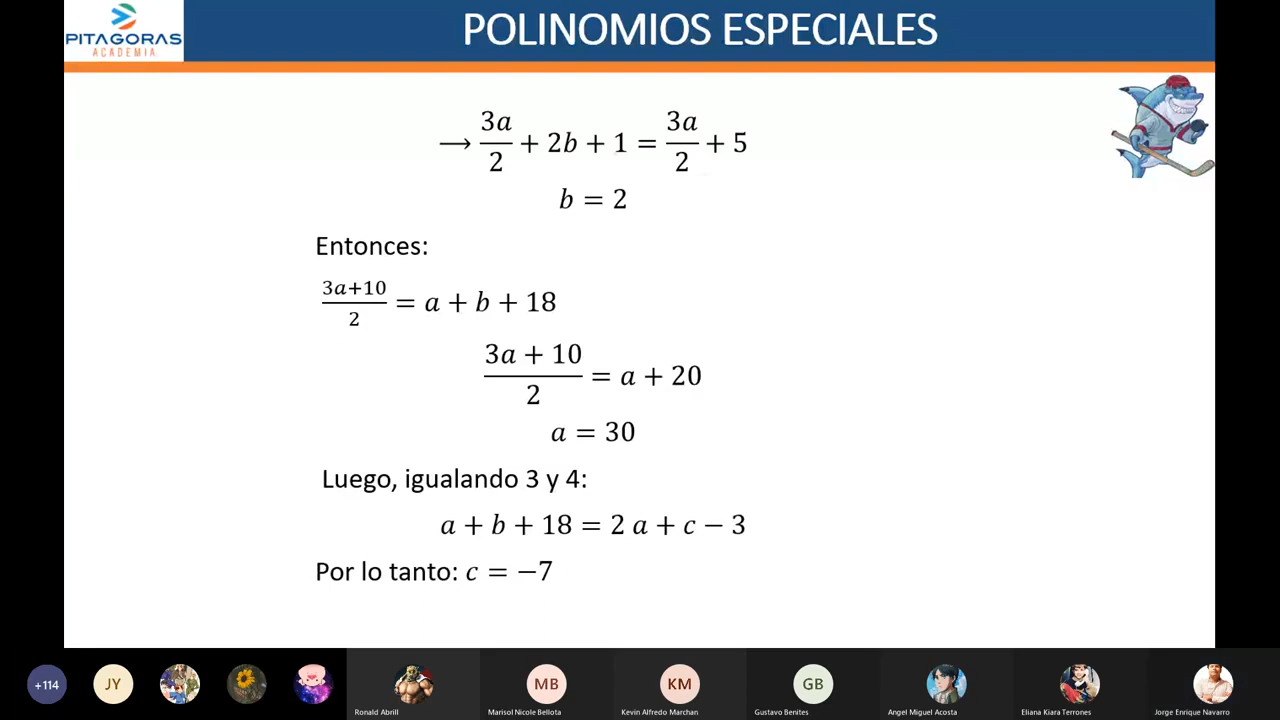 PITAGORAS
ACADEMIA
POLINOMIOS ESPECIALES
→ 3a/2 + 2b + 1 = 3a/2 + 5
b = 2
Entonces:
(3a+10)/2 = a + b + 18
(3a + 10)/2 = a + 20
a = 30
Luego, igualando 3 y 4:
a + b + 18 = 2 a + c − 3
Por lo tanto: c = −7
+114
JY
MB
KM
GB
Ronald Abrill
Marisol Nicole Bellota
Kevin Alfredo Marchan
Gustavo Benites
Angel Miguel Acosta
Eliana Kiara Terrones
Jorge Enrique Navarro